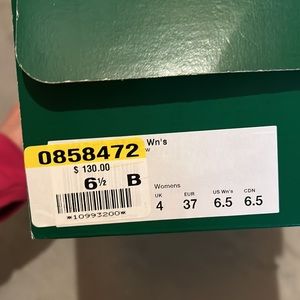 0858472
$ 130.00
6½ B
*10993200*
Wn's
Womens
UK EUR US Wn's CDN
4 37 6.5 6.5